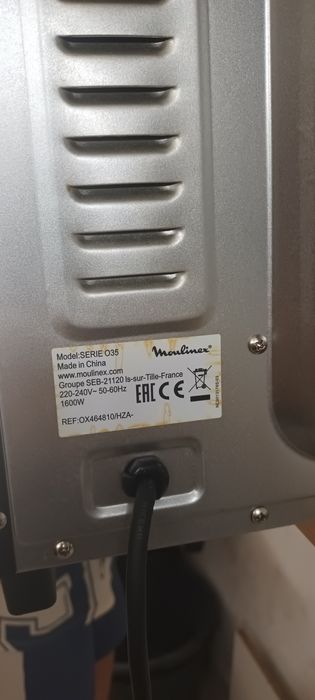 Model:SERIE O35
Moulinex
Made in China
www.moulinex.com
Groupe SEB-21120 Is-sur-Tille-France
220-240V~ 50-60Hz
1600W
EAC CE
REF:OX464810/HZA-